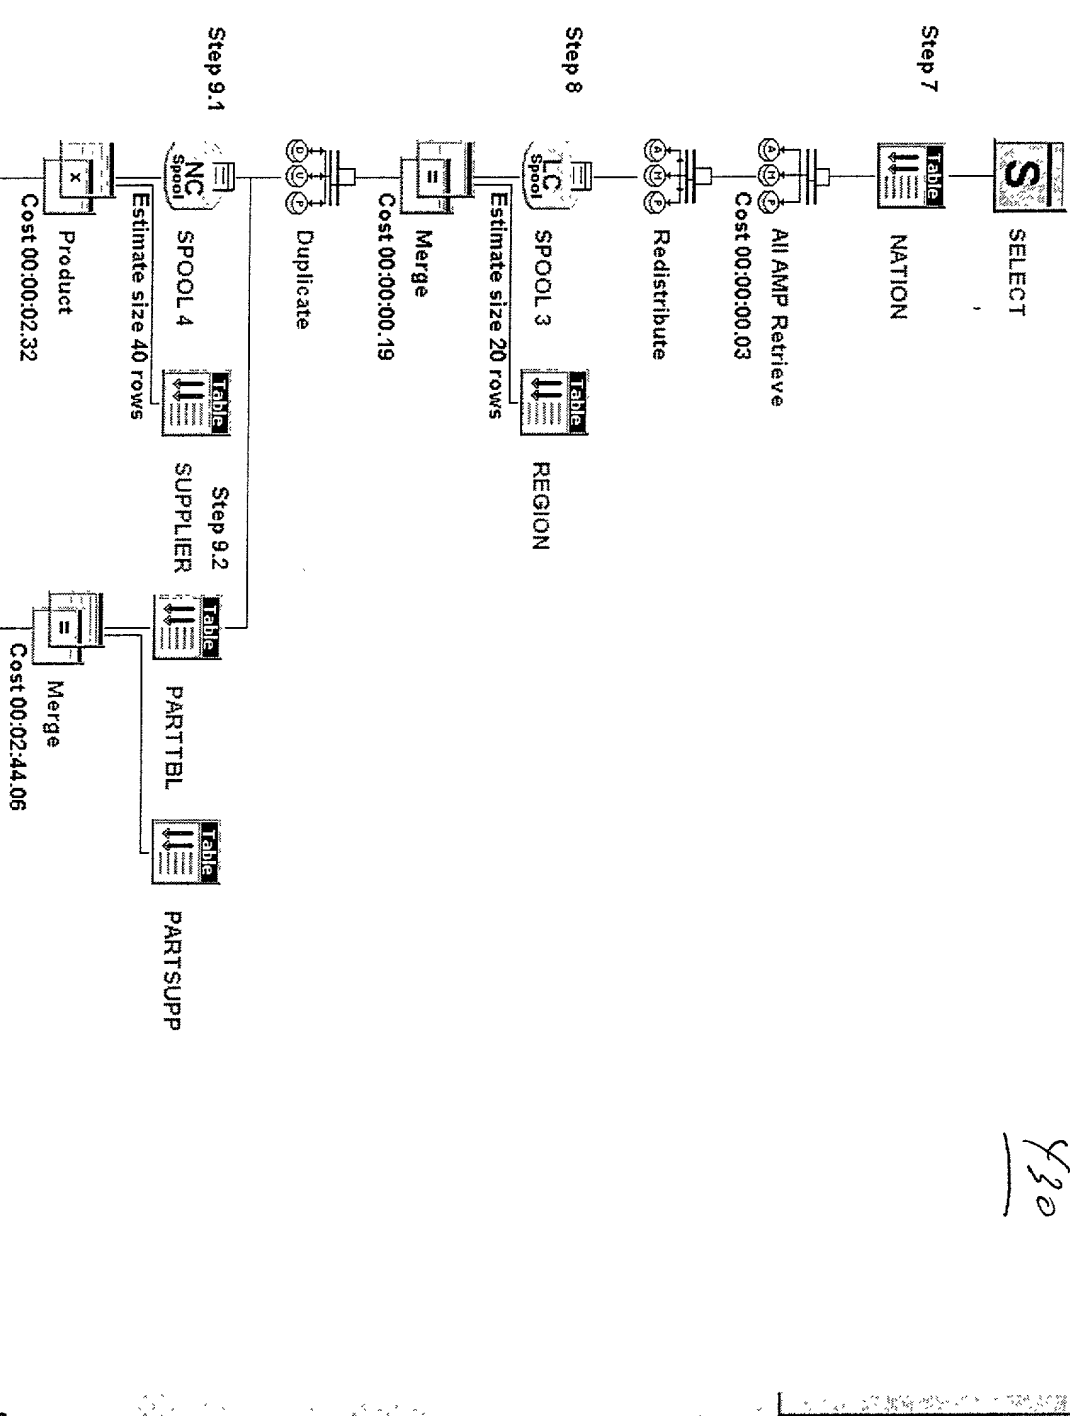 430
S
SELECT
Step 7
Table
NATION
A M P
All AMP Retrieve
Cost 00:00:00.03
A M P
Redistribute
Step 8
LC
Spool
SPOOL 3
Table
REGION
Estimate size 20 rows
=
Merge
Cost 00:00:00.19
D U P
Duplicate
Step 9.1
NC
Spool
SPOOL 4
Table
SUPPLIER
Estimate size 40 rows
x
Product
Cost 00:00:02.32
Step 9.2
Table
PARTTBL
Table
PARTSUPP
=
Merge
Cost 00:02:44.06